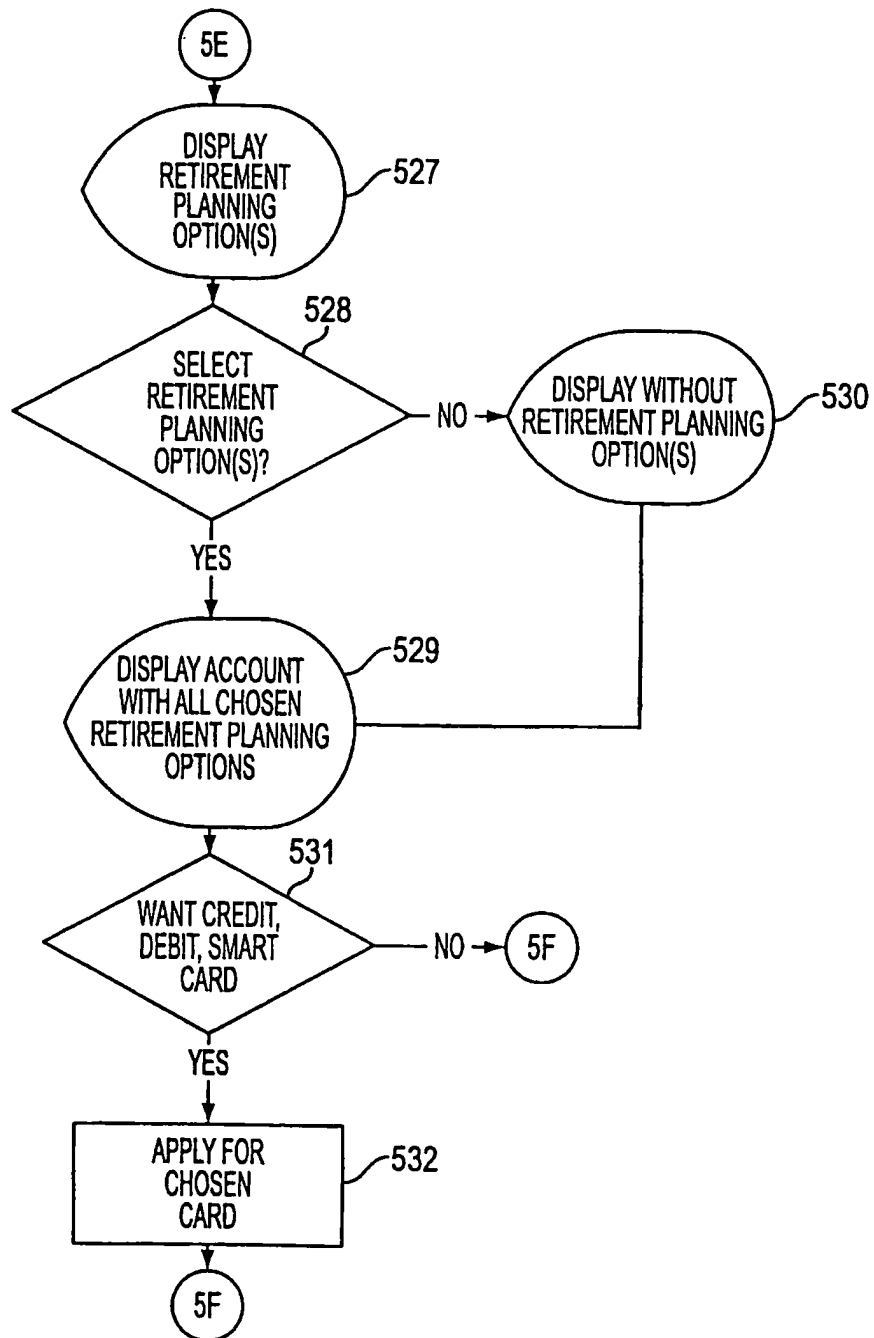 5E
DISPLAY
RETIREMENT
PLANNING
OPTION(S)
527
528
SELECT
RETIREMENT
PLANNING
OPTION(S)?
NO
DISPLAY WITHOUT
RETIREMENT PLANNING
OPTION(S)
530
YES
529
DISPLAY ACCOUNT
WITH ALL CHOSEN
RETIREMENT PLANNING
OPTIONS
531
WANT CREDIT,
DEBIT, SMART
CARD
NO
5F
YES
APPLY FOR
CHOSEN
CARD
532
5F